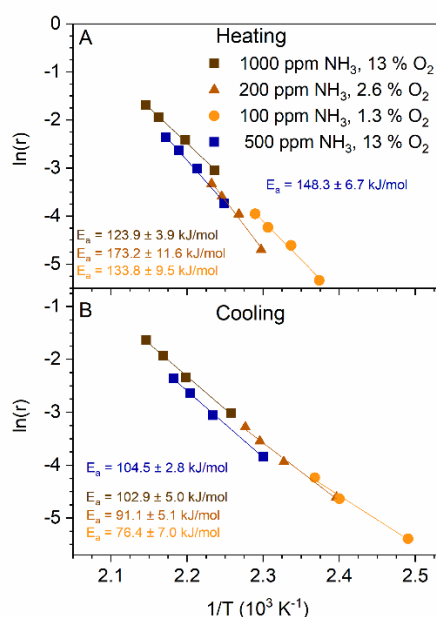 A
Heating
1000 ppm NH₃, 13 % O₂
200 ppm NH₃, 2.6 % O₂
100 ppm NH₃, 1.3 % O₂
500 ppm NH₃, 13 % O₂
Eₐ = 148.3 ± 6.7 kJ/mol
Eₐ = 123.9 ± 3.9 kJ/mol
Eₐ = 173.2 ± 11.6 kJ/mol
Eₐ = 133.8 ± 9.5 kJ/mol
ln(r)
0
-1
-2
-3
-4
-5
B
Cooling
Eₐ = 104.5 ± 2.8 kJ/mol
Eₐ = 102.9 ± 5.0 kJ/mol
Eₐ = 91.1 ± 5.1 kJ/mol
Eₐ = 76.4 ± 7.0 kJ/mol
ln(r)
-1
-2
-3
-4
-5
2.1 2.2 2.3 2.4 2.5
1/T (10³ K⁻¹)